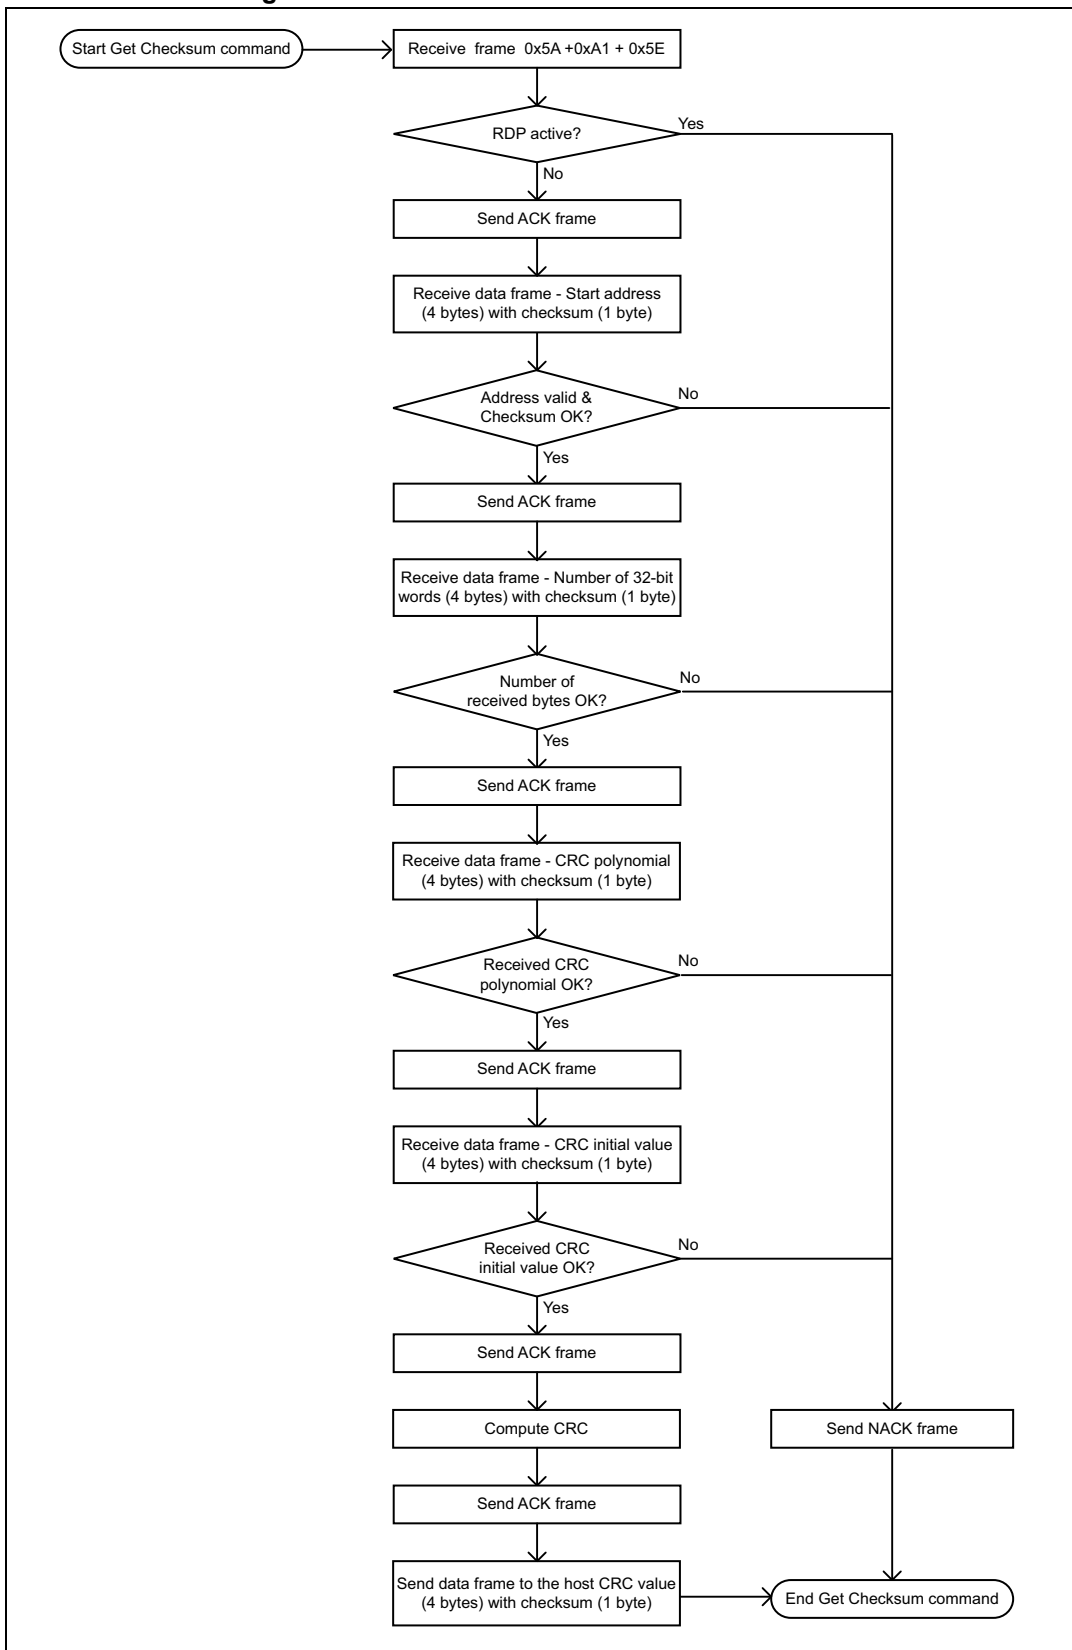 Start Get Checksum command
Receive frame 0x5A +0xA1 + 0x5E
RDP active?
Yes
No
Send ACK frame
Receive data frame - Start address
(4 bytes) with checksum (1 byte)
Address valid &
Checksum OK?
No
Yes
Send ACK frame
Receive data frame - Number of 32-bit
words (4 bytes) with checksum (1 byte)
Number of
received bytes OK?
No
Yes
Send ACK frame
Receive data frame - CRC polynomial
(4 bytes) with checksum (1 byte)
Received CRC
polynomial OK?
No
Yes
Send ACK frame
Receive data frame - CRC initial value
(4 bytes) with checksum (1 byte)
Received CRC
initial value OK?
No
Yes
Send ACK frame
Compute CRC
Send NACK frame
Send ACK frame
Send data frame to the host CRC value
(4 bytes) with checksum (1 byte)
End Get Checksum command